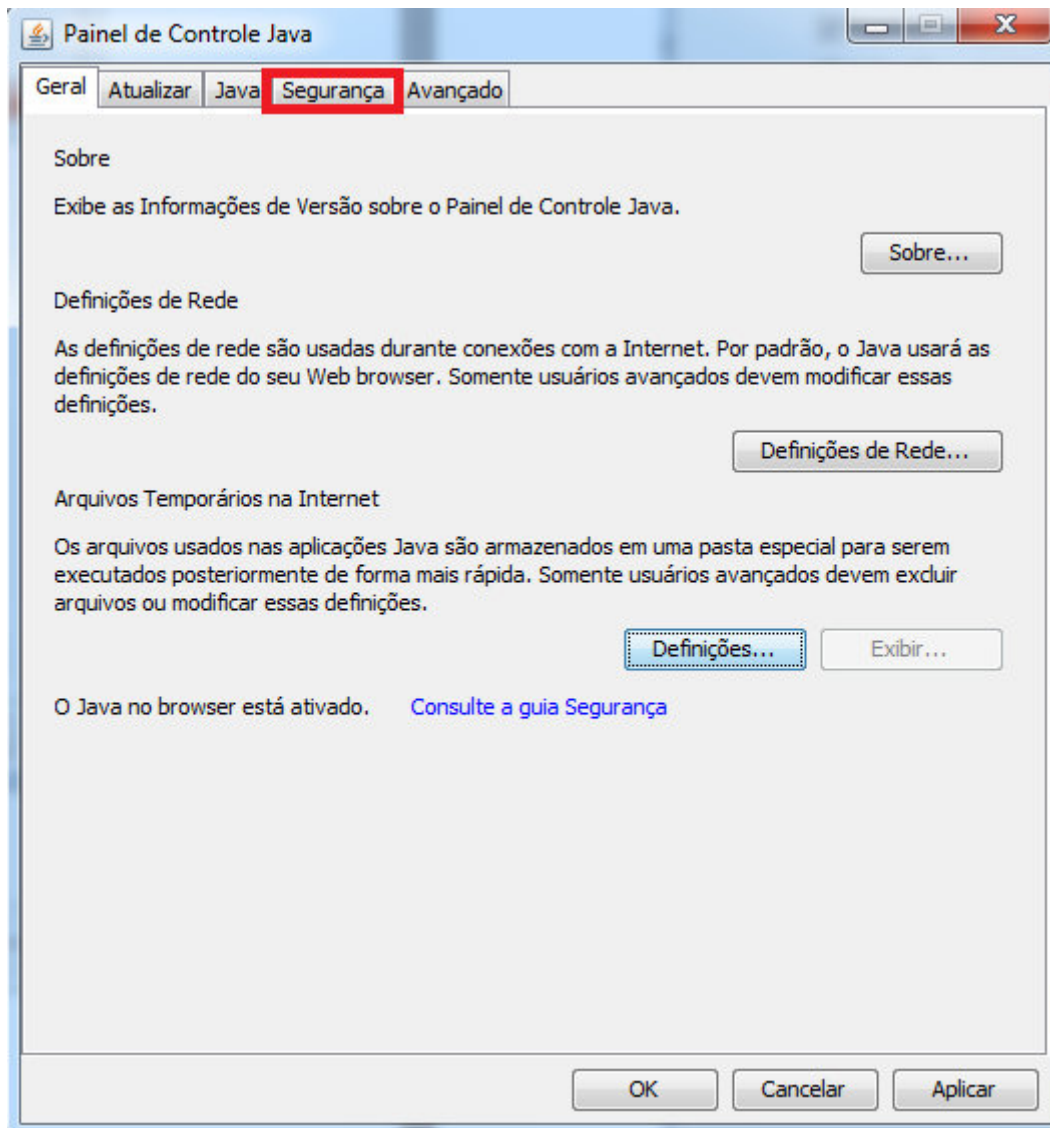 Painel de Controle Java
Geral Atualizar Java Segurança Avançado
Sobre
Exibe as Informações de Versão sobre o Painel de Controle Java.
Sobre...
Definições de Rede
As definições de rede são usadas durante conexões com a Internet. Por padrão, o Java usará as
definições de rede do seu Web browser. Somente usuários avançados devem modificar essas
definições.
Definições de Rede...
Arquivos Temporários na Internet
Os arquivos usados nas aplicações Java são armazenados em uma pasta especial para serem
executados posteriormente de forma mais rápida. Somente usuários avançados devem excluir
arquivos ou modificar essas definições.
Definições... Exibir...
O Java no browser está ativado. Consulte a guia Segurança
OK Cancelar Aplicar